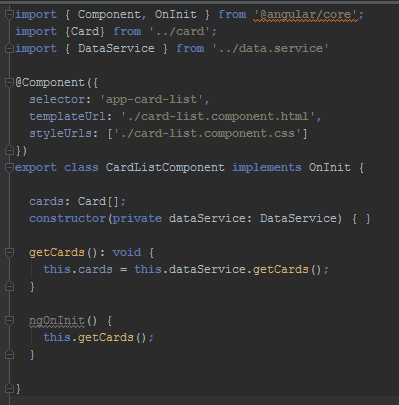 import { Component, OnInit } from '@angular/core';
import {Card} from '../card';
import { DataService } from '../data.service'
@Component({
selector: 'app-card-list',
templateUrl: './card-list.component.html',
styleUrls: ['./card-list.component.css']
})
export class CardListComponent implements OnInit {
cards: Card[];
constructor(private dataService: DataService) { }
getCards(): void {
this.cards = this.dataService.getCards();
}
ngOnInit() {
this.getCards();
}
}